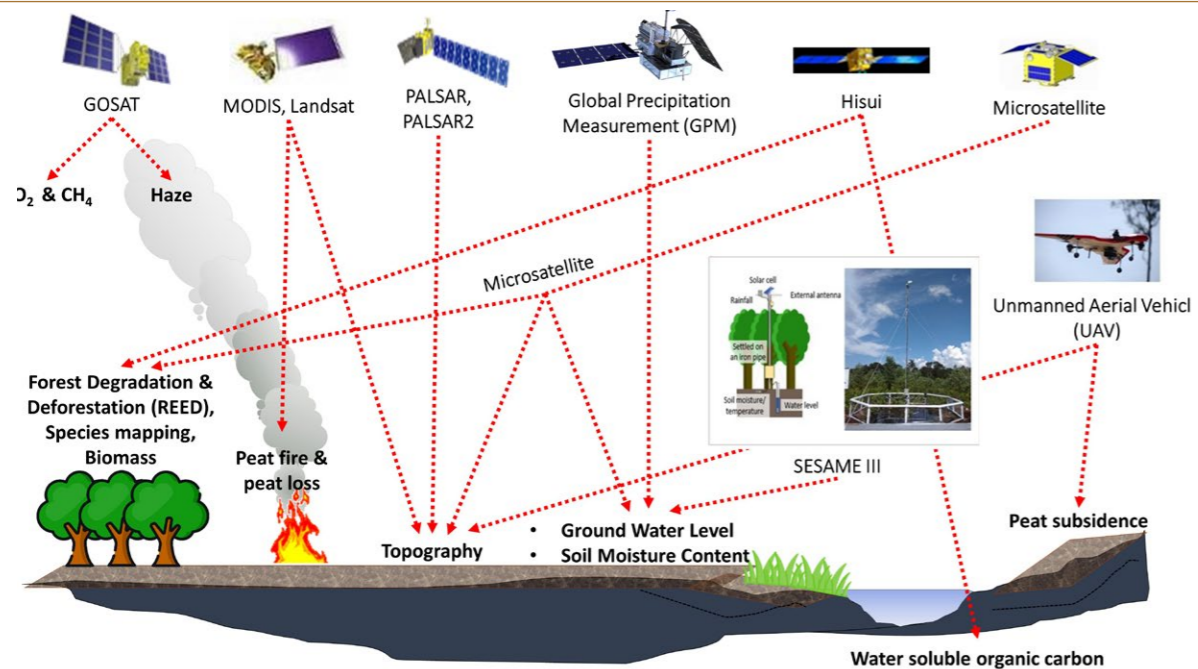 GOSAT
MODIS, Landsat
PALSAR,
PALSAR2
Global Precipitation
Measurement (GPM)
Hisui
Microsatellite
O₂ & CH₄
Haze
Microsatellite
Solar cell
Rainfall
External antenna
Settled on
an iron pipe
Soil moisture/
temperature
Water level
SESAME III
Unmanned Aerial Vehicl
(UAV)
Forest Degradation &
Deforestation (REED),
Species mapping,
Biomass
Peat fire &
peat loss
Topography
• Ground Water Level
• Soil Moisture Content
Peat subsidence
Water soluble organic carbon